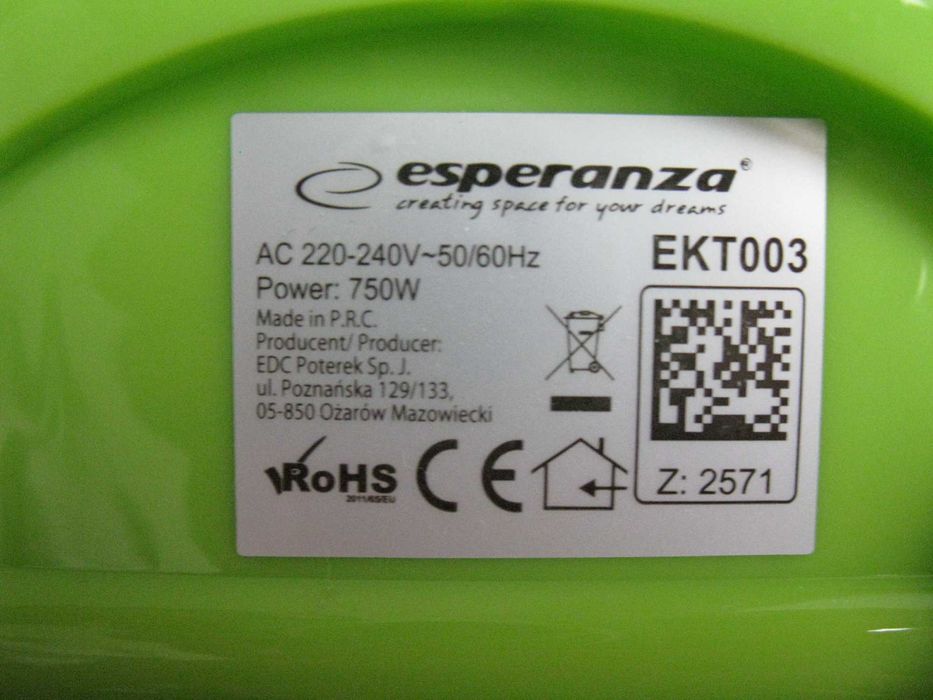 esperanza®
creating space for your dreams
AC 220-240V~50/60Hz
EKT003
Power: 750W
Made in P.R.C.
Producent/ Producer:
EDC Poterek Sp. J.
ul. Poznańska 129/133,
05-850 Ożarów Mazowiecki
RoHS
2011/65/EU
CE
Z: 2571